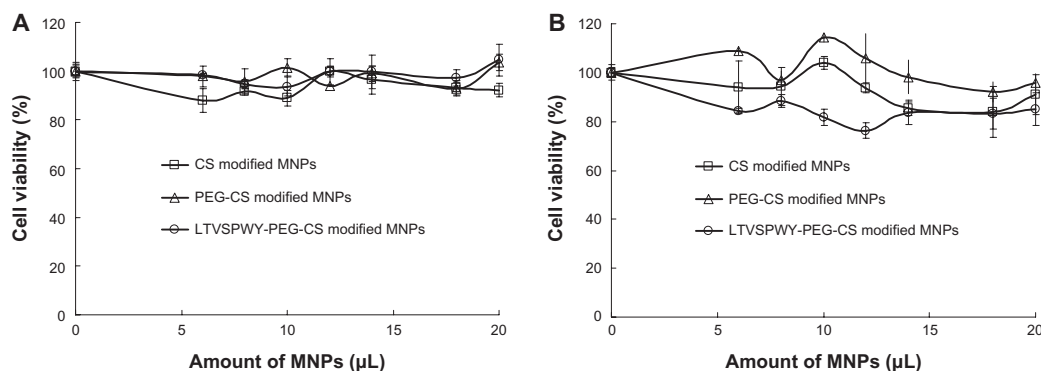 A
Cell viability (%)
120
100
80
60
40
20
0
CS modified MNPs
PEG-CS modified MNPs
LTVSPWY-PEG-CS modified MNPs
0 5 10 15 20
Amount of MNPs (μL)
B
Cell viability (%)
120
100
80
60
40
20
0
CS modified MNPs
PEG-CS modified MNPs
LTVSPWY-PEG-CS modified MNPs
0 5 10 15 20
Amount of MNPs (μL)